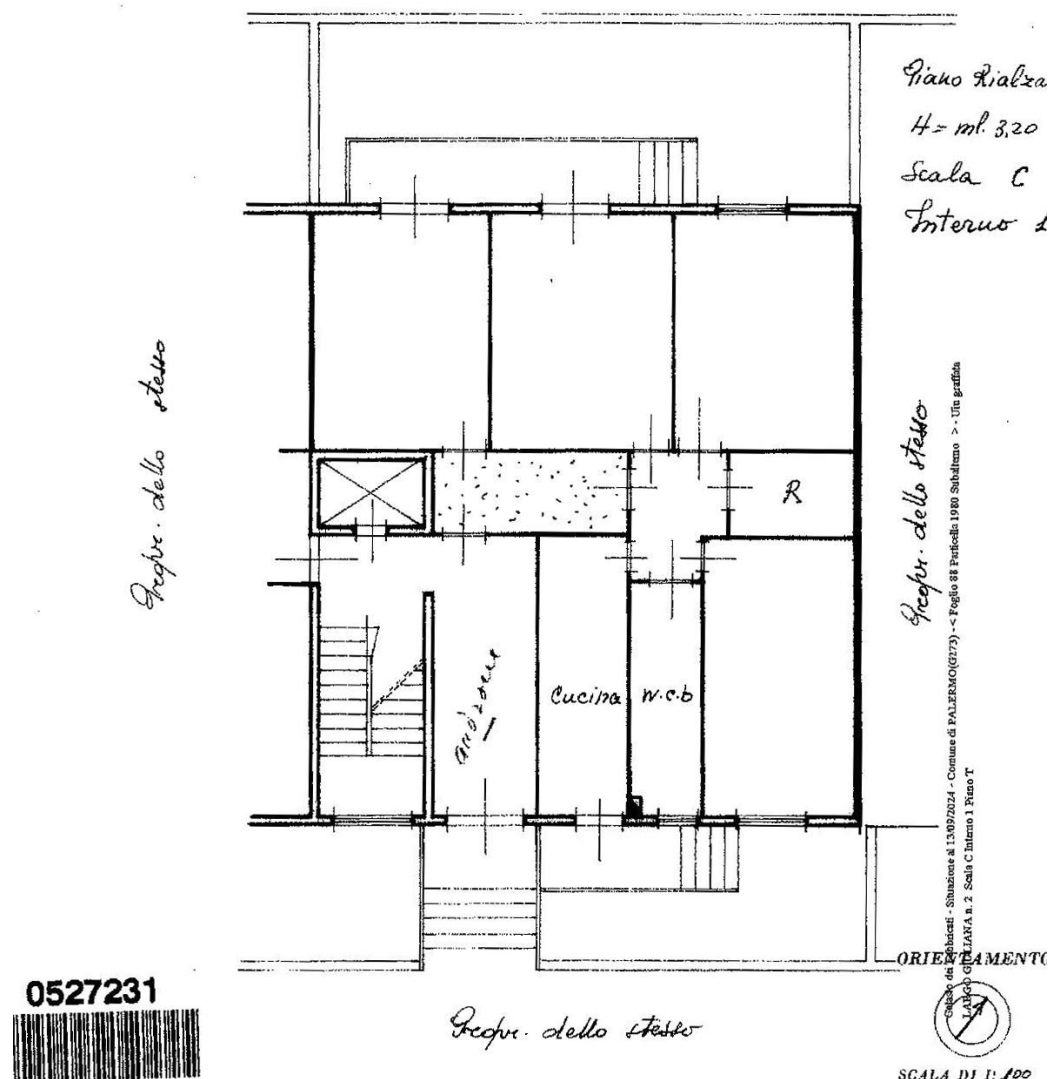 Piano Rialza
H = ml. 3,20
Scala C
Interno 1
Propr. dello stesso
Propr. dello stesso
R
Cucina
W.c.b
androne
Catasto dei Fabbricati - Situazione al 13/09/2024 - Comune di PALERMO(G273) - < Foglio 88 Particella 1980 Subalterno > - Uiu graffata
LARGO GIULIANA n. 2 Scala C Interno 1 Piano T
ORIENTAMENTO
0527231
Propr. dello stesso
SCALA DI 1: 100